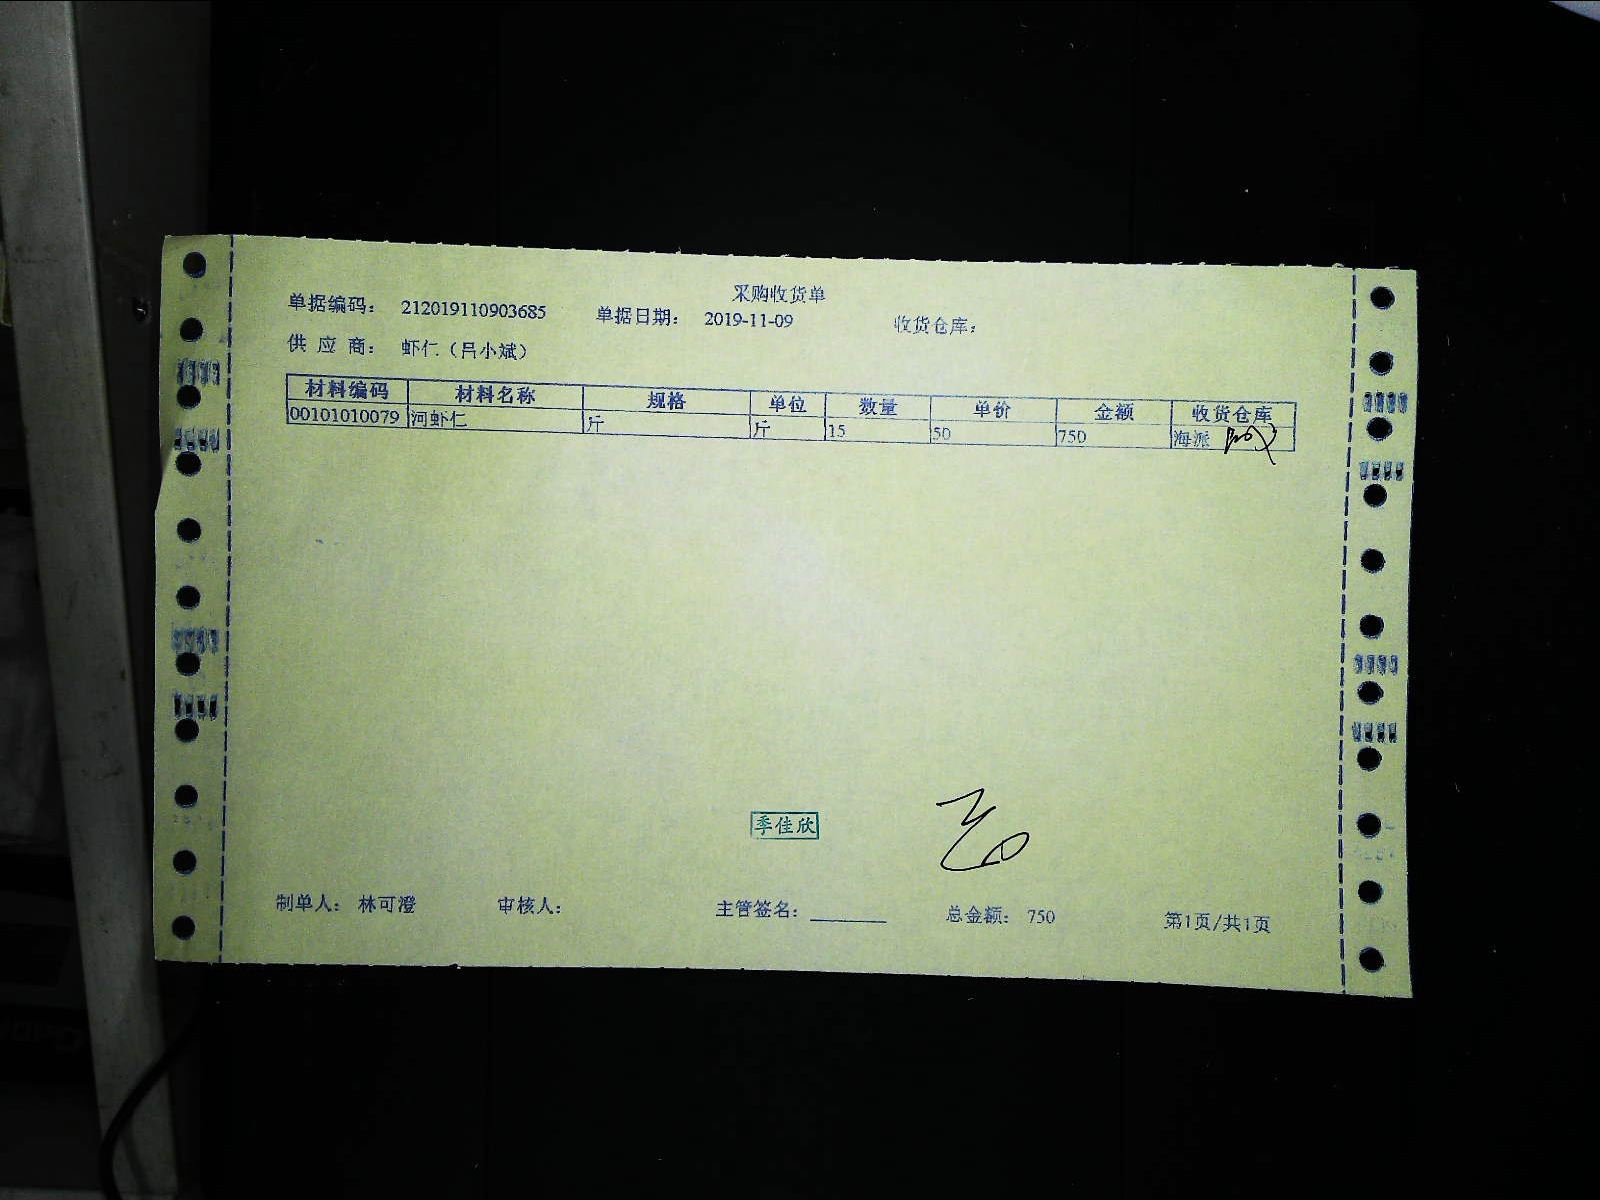 采购收货单
单据编码： 212019110903685 单据日期： 2019-11-09 收货仓库：
供 应 商： 虾仁（吕小斌）
材料编码 材料名称 规格 单位 数量 单价 金额 收货仓库
00101010079 河虾仁 斤 斤 15 50 750 海派
季佳欣
制单人： 林可澄 审核人： 主管签名： 总金额： 750 第1页/共1页